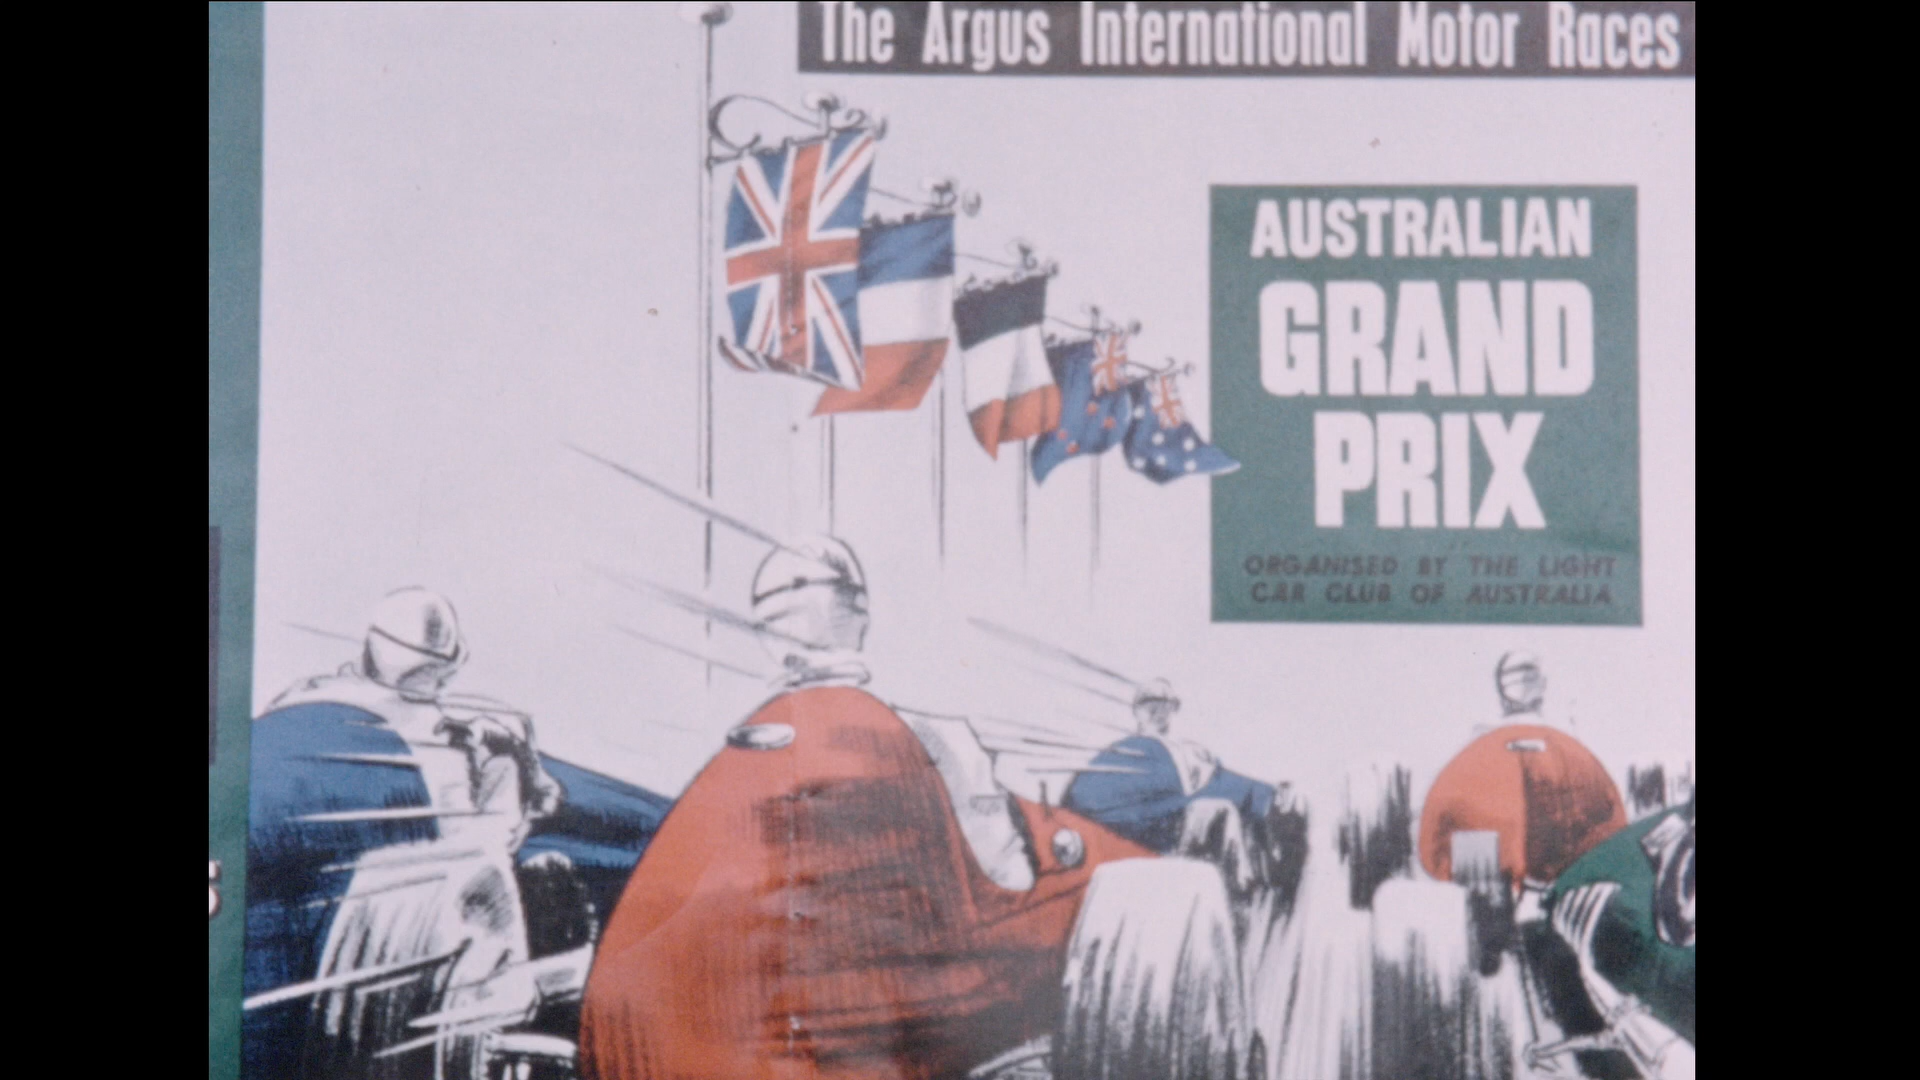 The Argus International Motor Races
AUSTRALIAN
GRAND
PRIX
ORGANISED BY THE LIGHT
CAR CLUB OF AUSTRALIA